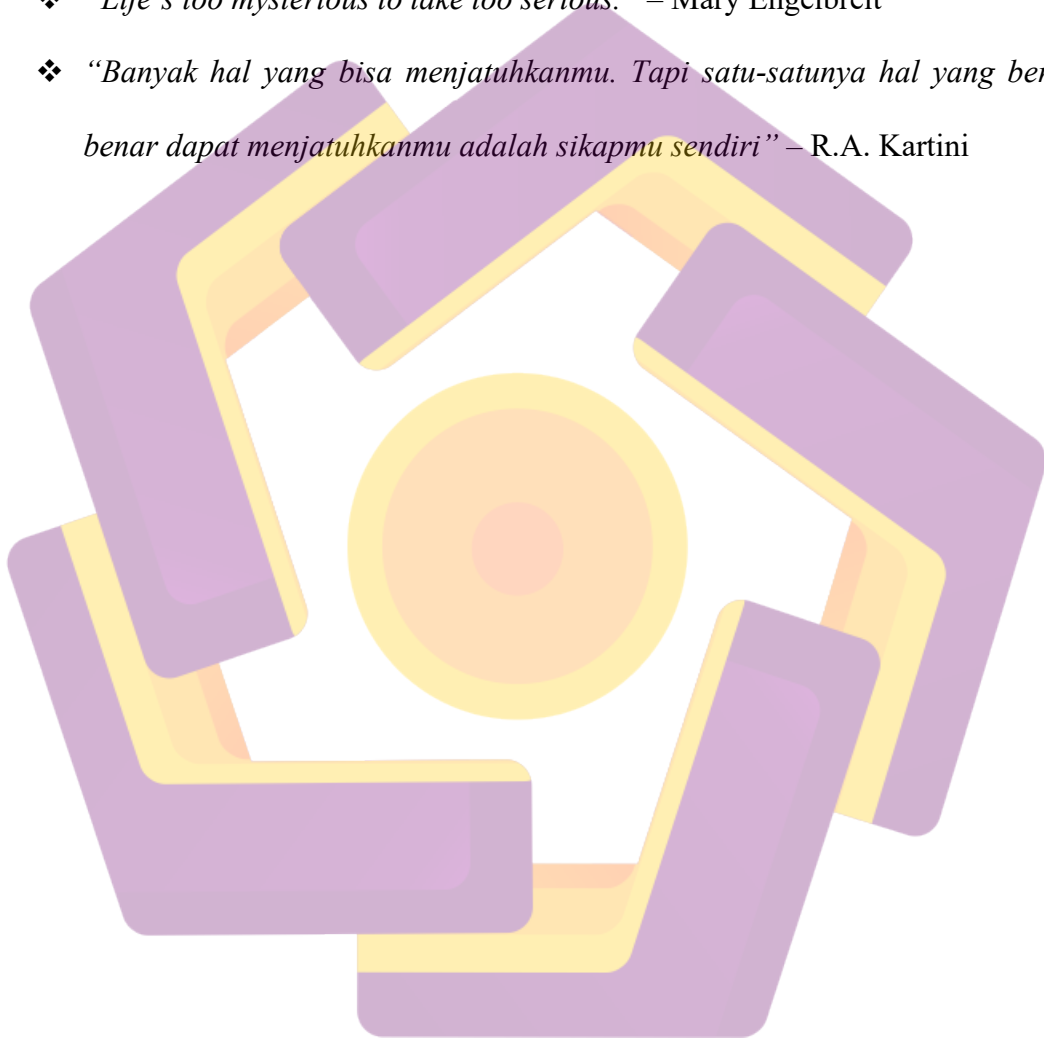 ❖ “Life’s too mysterious to take too serious.” – Mary Engelbreit
❖ “Banyak hal yang bisa menjatuhkanmu. Tapi satu-satunya hal yang ben
benar dapat menjatuhkanmu adalah sikapmu sendiri” – R.A. Kartini